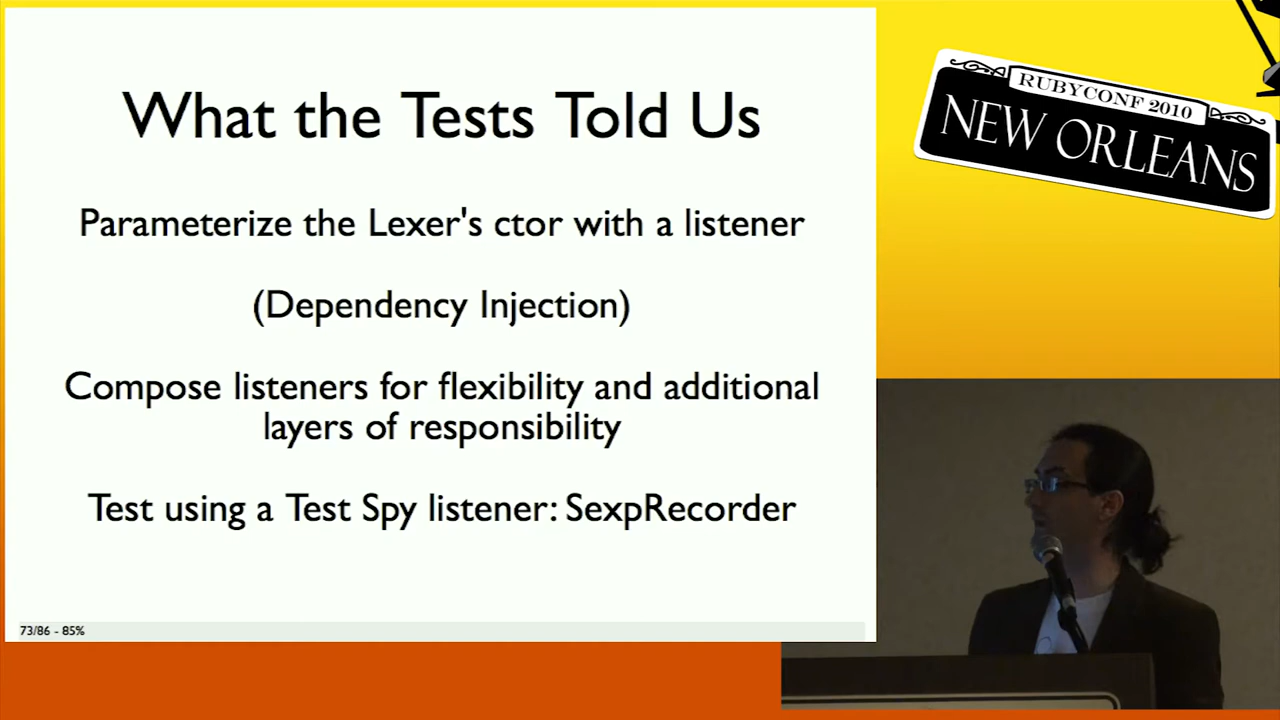 What the Tests Told Us
Parameterize the Lexer's ctor with a listener
(Dependency Injection)
Compose listeners for flexibility and additional
layers of responsibility
Test using a Test Spy listener: SexpRecorder
73/86 - 85%
RUBYCONF 2010
NEW ORLEANS